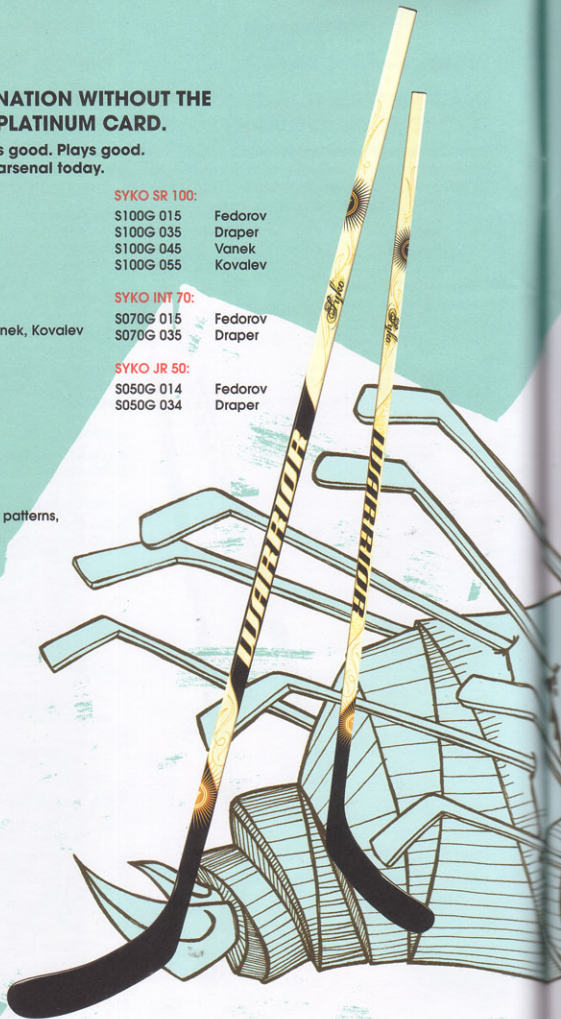 NATION WITHOUT THE
PLATINUM CARD.
s good. Plays good.
arsenal today.
SYKO SR 100:
S100G 015 Fedorov
S100G 035 Draper
S100G 045 Vanek
S100G 055 Kovalev
SYKO INT 70:
S070G 015 Fedorov
S070G 035 Draper
nek, Kovalev
SYKO JR 50:
S050G 014 Fedorov
S050G 034 Draper
patterns,
Syko
Syko
WARRIOR
WARRIOR